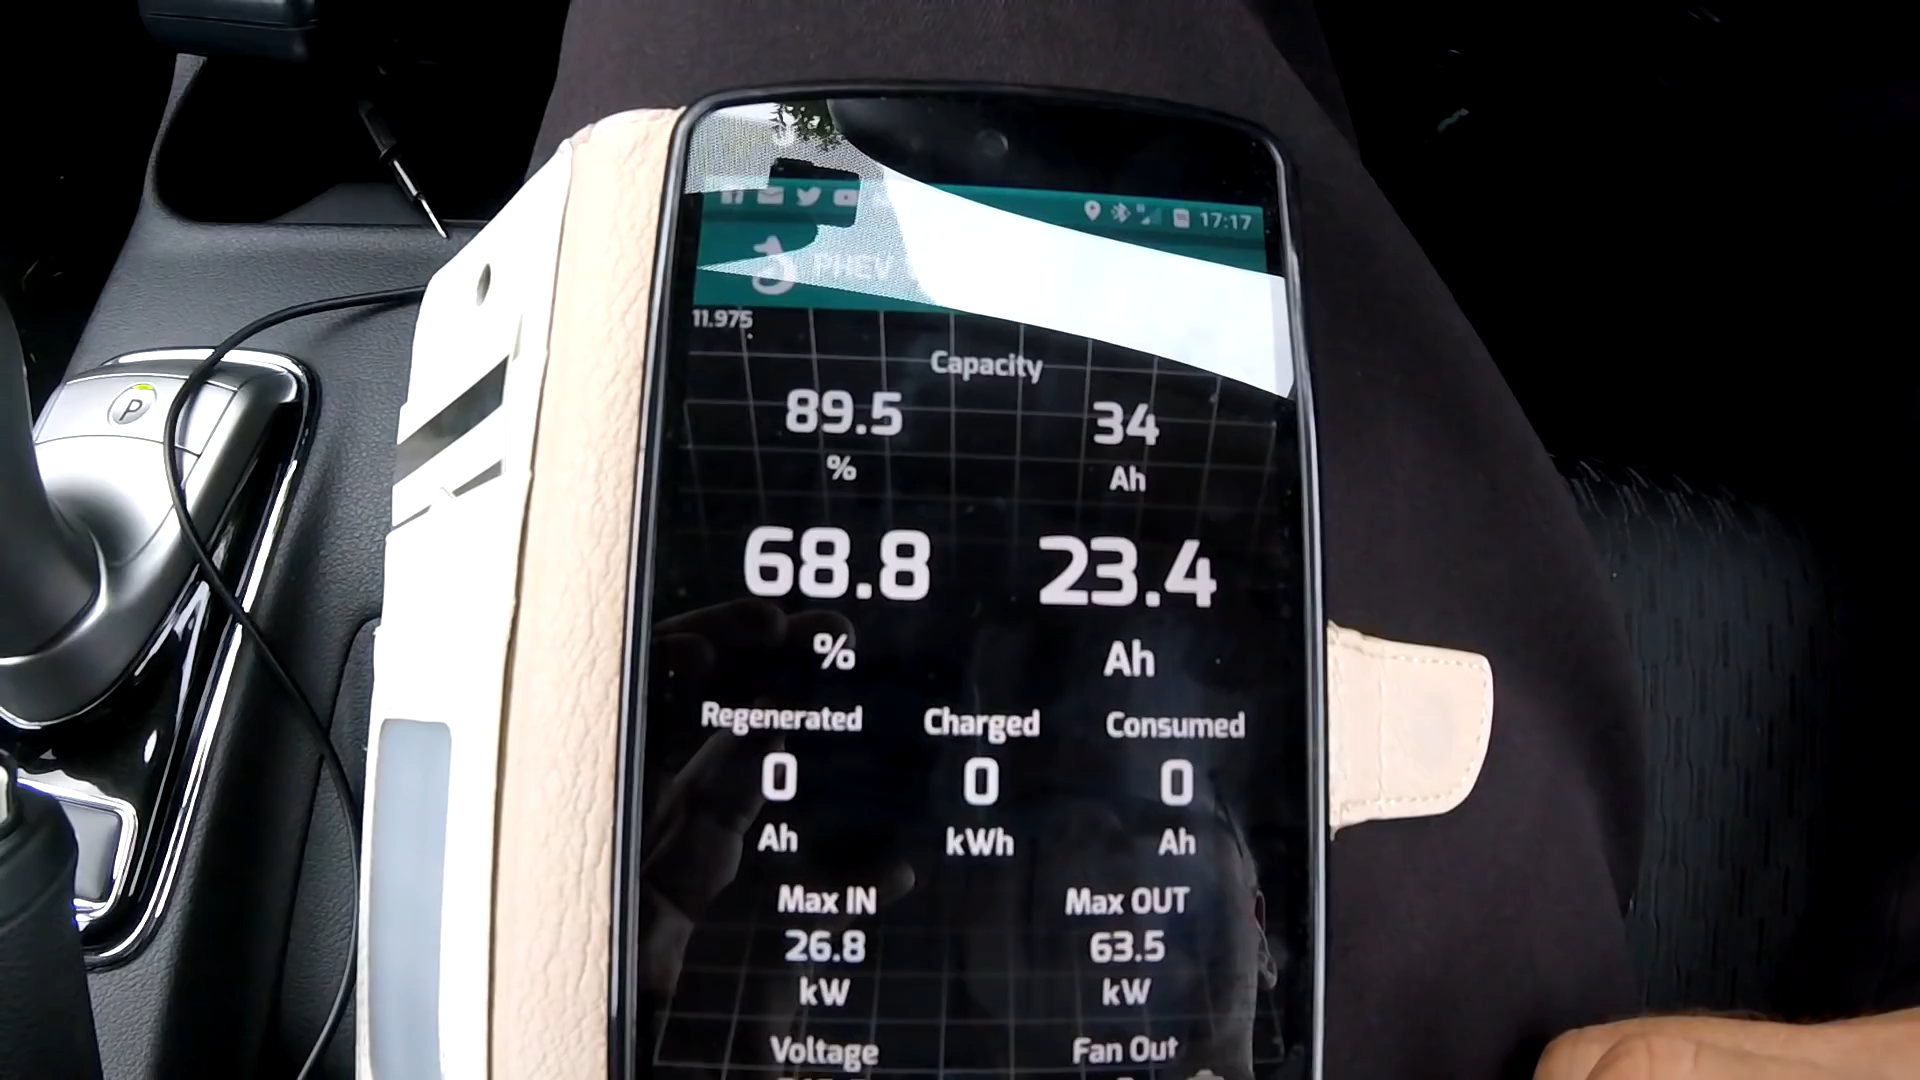 17:17
PHEV
11.975
Capacity
89.5 34
% Ah
68.8 23.4
% Ah
Regenerated Charged Consumed
0 0 0
Ah kWh Ah
Max IN Max OUT
26.8 63.5
kW kW
Voltage Fan Out
P